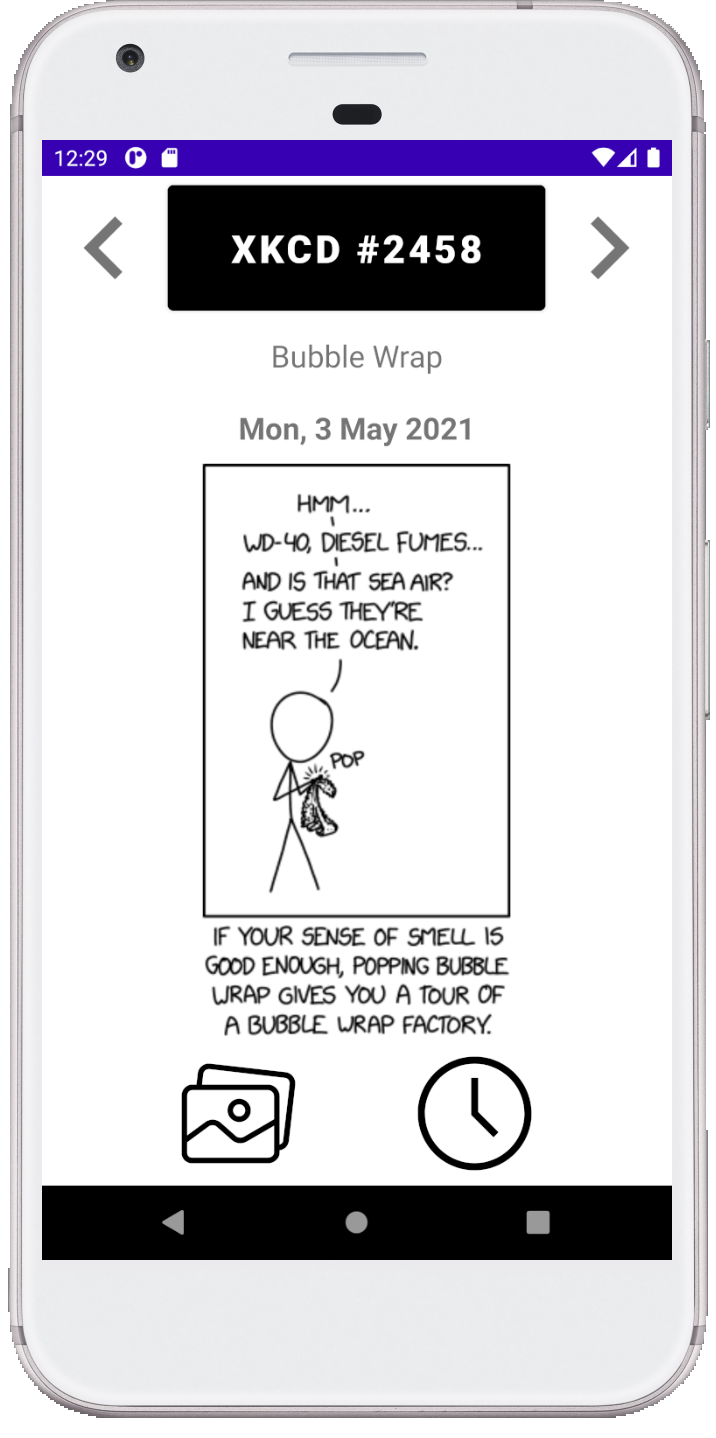 12:29
XKCD #2458
Bubble Wrap
Mon, 3 May 2021
HMM...
WD-40, DIESEL FUMES...
AND IS THAT SEA AIR?
I GUESS THEY'RE
NEAR THE OCEAN.
POP
IF YOUR SENSE OF SMELL IS
GOOD ENOUGH, POPPING BUBBLE
WRAP GIVES YOU A TOUR OF
A BUBBLE WRAP FACTORY.